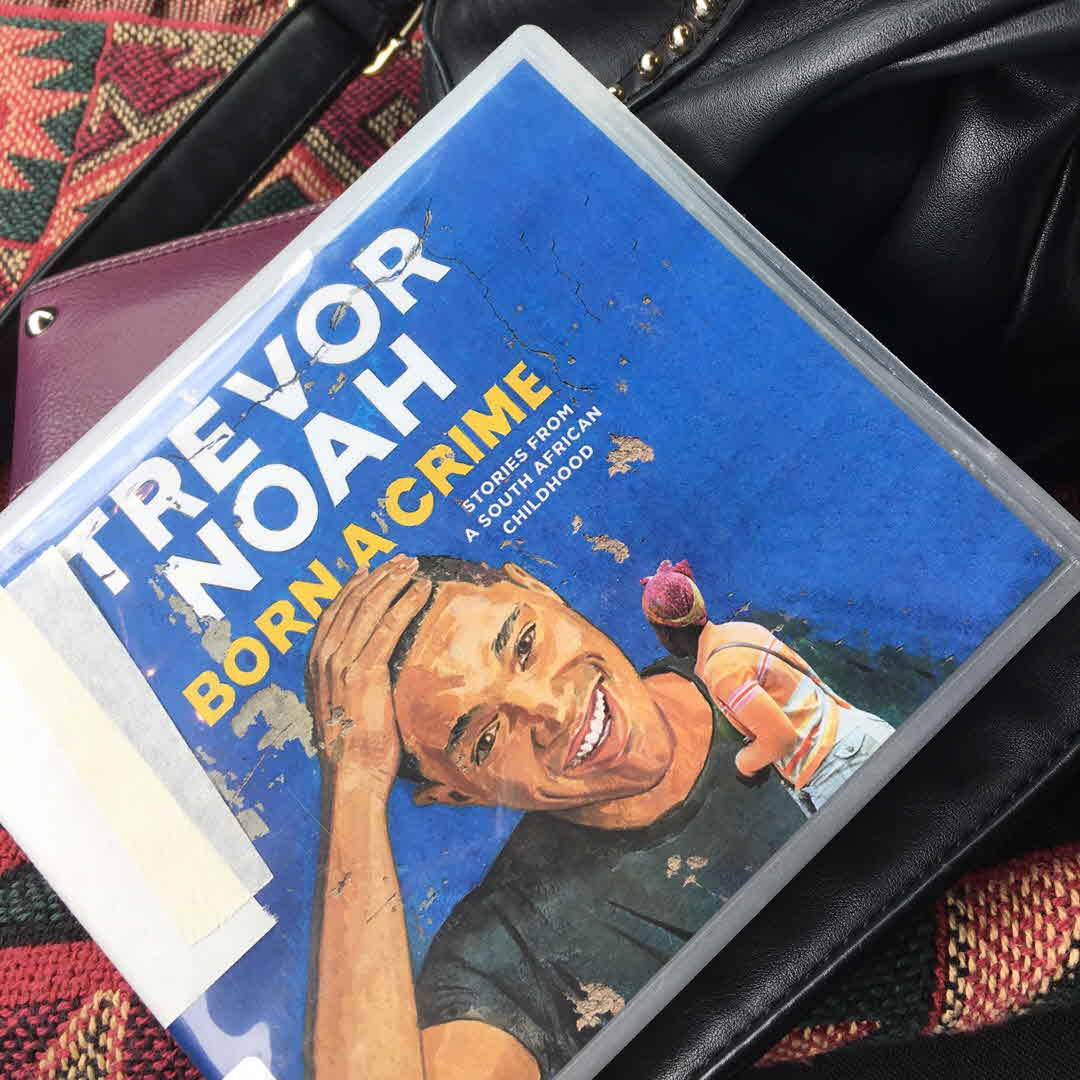 TREVOR
NOAH
BORN A CRIME
STORIES FROM
A SOUTH AFRICAN
CHILDHOOD